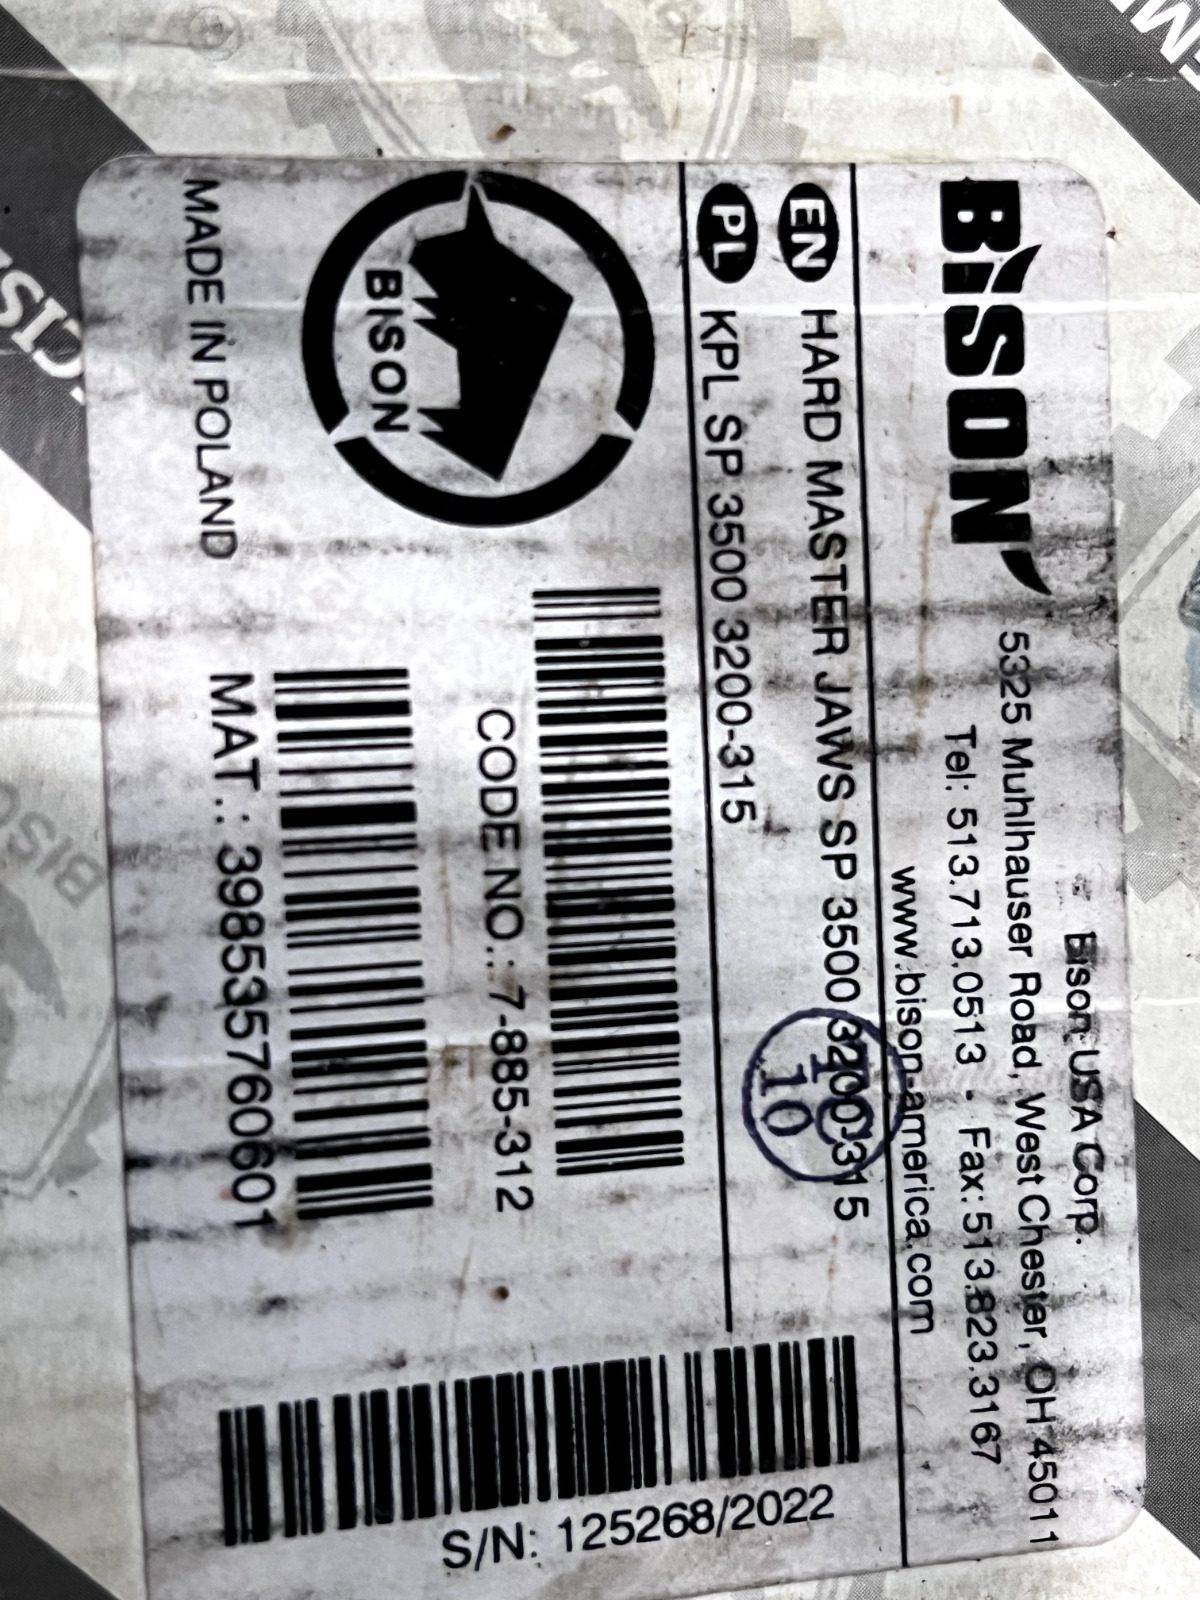 BISON
Bison USA Corp.
5325 Muhlhauser Road, West Chester, OH 45011
Tel: 513.713.0513 - Fax: 513.823.3167
www.bison-america.com
EN HARD MASTER JAWS SP 3500 3200-315
PL KPL SP 3500 3200-315
10
BISON
MADE IN POLAND
CODE NO.: 7-885-312
MAT.: 398535760601
S/N: 125268/2022
BISO